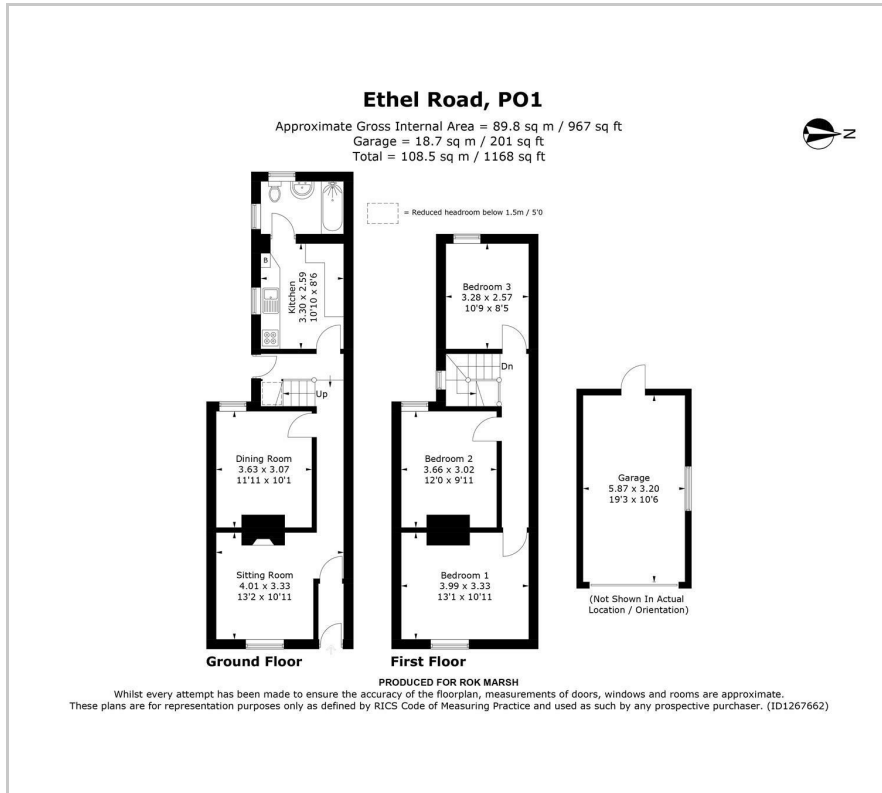 Ethel Road, PO1
Approximate Gross Internal Area = 89.8 sq m / 967 sq ft
Garage = 18.7 sq m / 201 sq ft
Total = 108.5 sq m / 1168 sq ft
N
= Reduced headroom below 1.5m / 5'0
B
Kitchen
3.30 x 2.59
10'10 x 8'6
Up
Dining Room
3.63 x 3.07
11'11 x 10'1
Sitting Room
4.01 x 3.33
13'2 x 10'11
Ground Floor
Bedroom 3
3.28 x 2.57
10'9 x 8'5
Dn
Bedroom 2
3.66 x 3.02
12'0 x 9'11
Bedroom 1
3.99 x 3.33
13'1 x 10'11
First Floor
Garage
5.87 x 3.20
19'3 x 10'6
(Not Shown In Actual
Location / Orientation)
PRODUCED FOR ROK MARSH
Whilst every attempt has been made to ensure the accuracy of the floorplan, measurements of doors, windows and rooms are approximate.
These plans are for representation purposes only as defined by RICS Code of Measuring Practice and used as such by any prospective purchaser. (ID1267662)